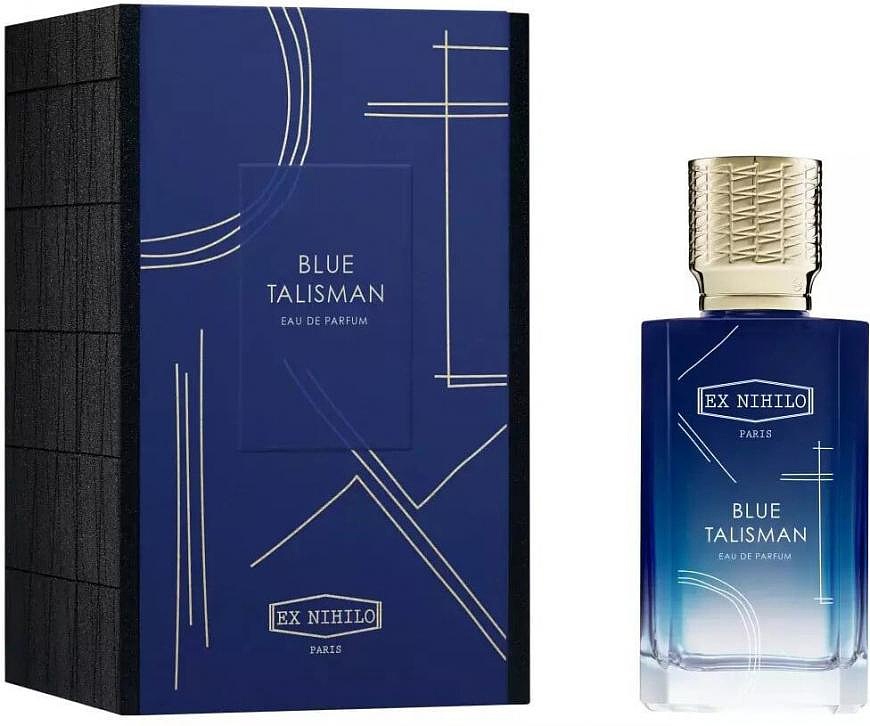 BLUE
TALISMAN
EAU DE PARFUM
EX NIHILO
PARIS
EX NIHILO
PARIS
BLUE
TALISMAN
EAU DE PARFUM